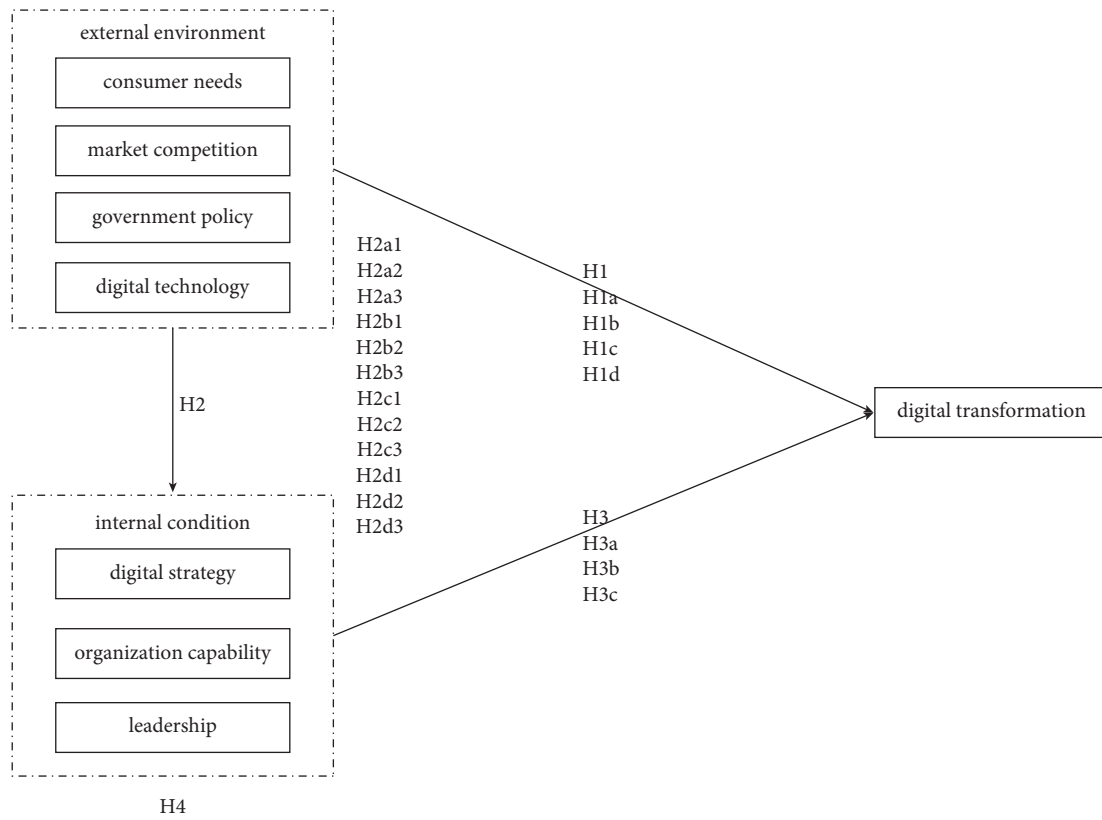 external environment
consumer needs
market competition
government policy
digital technology
H2
internal condition
digital strategy
organization capability
leadership
H4
H2a1
H2a2
H2a3
H2b1
H2b2
H2b3
H2c1
H2c2
H2c3
H2d1
H2d2
H2d3
H1
H1a
H1b
H1c
H1d
H3
H3a
H3b
H3c
digital transformation